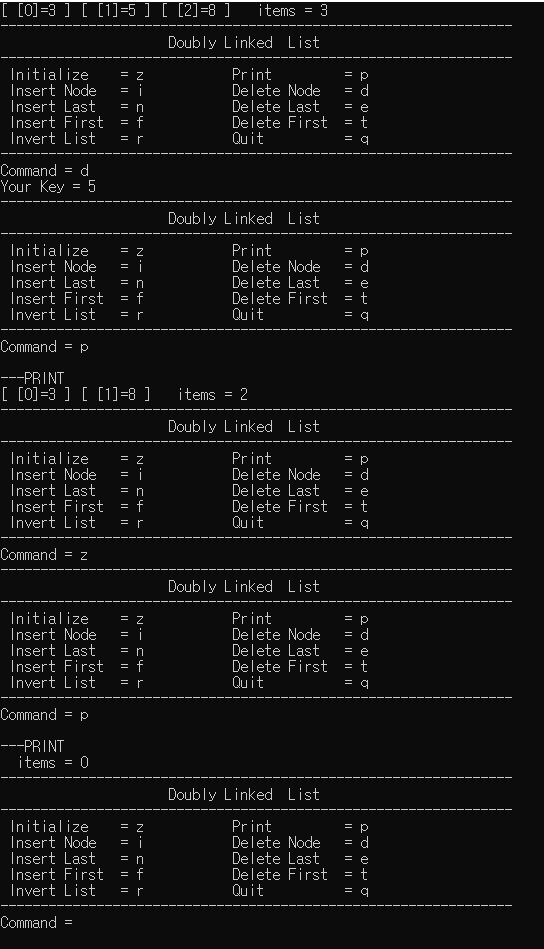 [ [0]=3 ] [ [1]=5 ] [ [2]=8 ]   items = 3
----------------------------------------------------------------
                     Doubly Linked  List
----------------------------------------------------------------
 Initialize    = z           Print         = p
 Insert Node   = i           Delete Node   = d
 Insert Last   = n           Delete Last   = e
 Insert First  = f           Delete First  = t
 Invert List   = r           Quit          = q
----------------------------------------------------------------
Command = d
Your Key = 5
----------------------------------------------------------------
                     Doubly Linked  List
----------------------------------------------------------------
 Initialize    = z           Print         = p
 Insert Node   = i           Delete Node   = d
 Insert Last   = n           Delete Last   = e
 Insert First  = f           Delete First  = t
 Invert List   = r           Quit          = q
----------------------------------------------------------------
Command = p

---PRINT
[ [0]=3 ] [ [1]=8 ]   items = 2
----------------------------------------------------------------
                     Doubly Linked  List
----------------------------------------------------------------
 Initialize    = z           Print         = p
 Insert Node   = i           Delete Node   = d
 Insert Last   = n           Delete Last   = e
 Insert First  = f           Delete First  = t
 Invert List   = r           Quit          = q
----------------------------------------------------------------
Command = z
----------------------------------------------------------------
                     Doubly Linked  List
----------------------------------------------------------------
 Initialize    = z           Print         = p
 Insert Node   = i           Delete Node   = d
 Insert Last   = n           Delete Last   = e
 Insert First  = f           Delete First  = t
 Invert List   = r           Quit          = q
----------------------------------------------------------------
Command = p

---PRINT
  items = 0
----------------------------------------------------------------
                     Doubly Linked  List
----------------------------------------------------------------
 Initialize    = z           Print         = p
 Insert Node   = i           Delete Node   = d
 Insert Last   = n           Delete Last   = e
 Insert First  = f           Delete First  = t
 Invert List   = r           Quit          = q
----------------------------------------------------------------
Command =